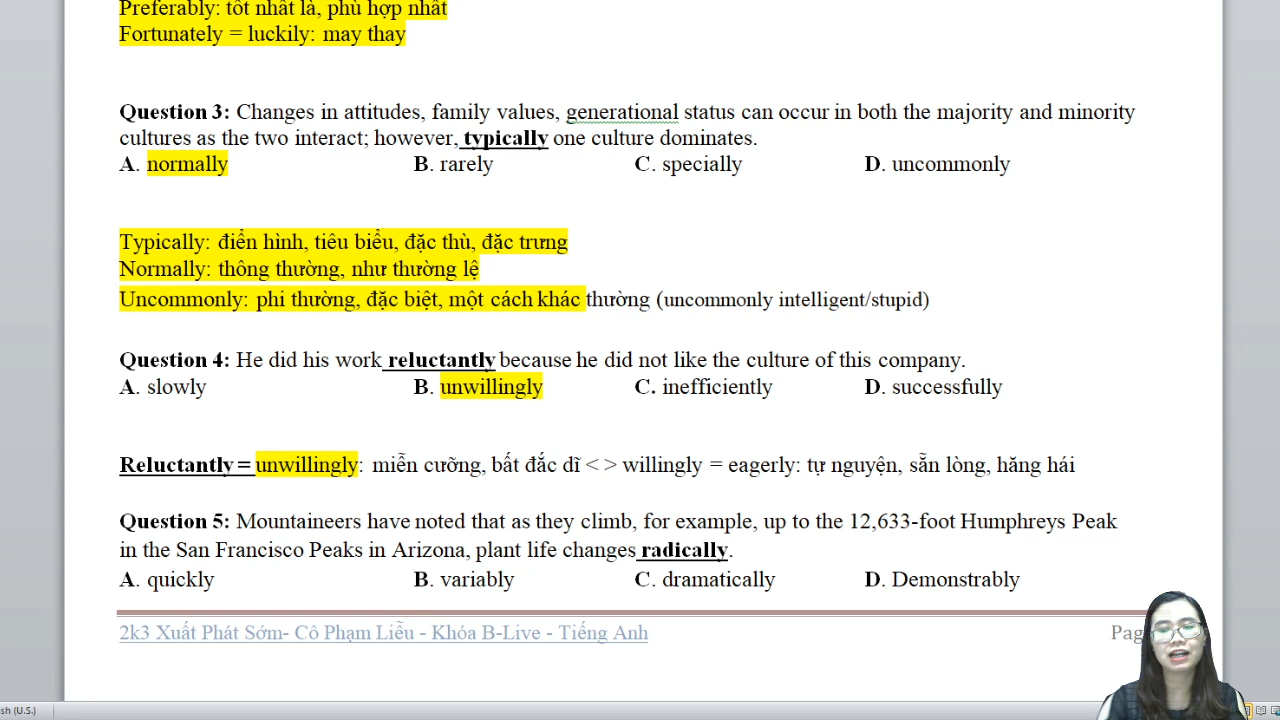 Preferably: tốt nhất là, phù hợp nhất
Fortunately = luckily: may thay
Question 3: Changes in attitudes, family values, generational status can occur in both the majority and minority
cultures as the two interact; however, typically one culture dominates.
A. normally B. rarely C. specially D. uncommonly
Typically: điển hình, tiêu biểu, đặc thù, đặc trưng
Normally: thông thường, như thường lệ
Uncommonly: phi thường, đặc biệt, một cách khác thường (uncommonly intelligent/stupid)
Question 4: He did his work reluctantly because he did not like the culture of this company.
A. slowly B. unwillingly C. inefficiently D. successfully
Reluctantly = unwillingly: miễn cưỡng, bất đắc dĩ < > willingly = eagerly: tự nguyện, sẵn lòng, hăng hái
Question 5: Mountaineers have noted that as they climb, for example, up to the 12,633-foot Humphreys Peak
in the San Francisco Peaks in Arizona, plant life changes radically.
A. quickly B. variably C. dramatically D. Demonstrably
2k3 Xuất Phát Sớm- Cô Phạm Liễu - Khóa B-Live - Tiếng Anh
sh (U.S.)